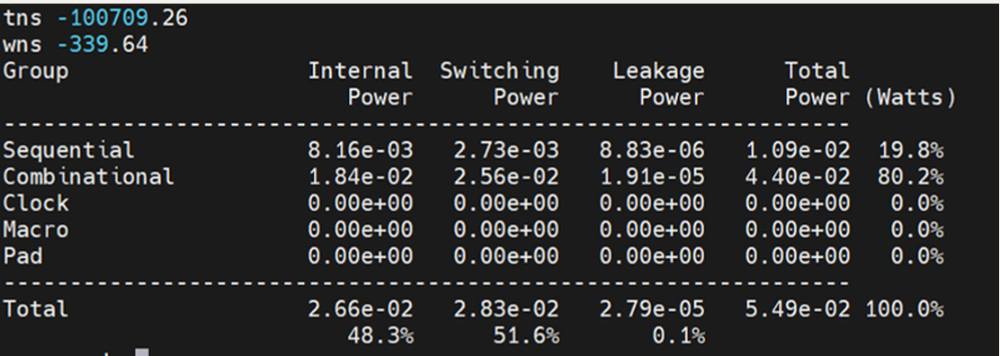 tns -100709.26
wns -339.64
Group Internal Switching Leakage Total
Power Power Power Power (Watts)
----------------------------------------------------------------
Sequential 8.16e-03 2.73e-03 8.83e-06 1.09e-02 19.8%
Combinational 1.84e-02 2.56e-02 1.91e-05 4.40e-02 80.2%
Clock 0.00e+00 0.00e+00 0.00e+00 0.00e+00 0.0%
Macro 0.00e+00 0.00e+00 0.00e+00 0.00e+00 0.0%
Pad 0.00e+00 0.00e+00 0.00e+00 0.00e+00 0.0%
----------------------------------------------------------------
Total 2.66e-02 2.83e-02 2.79e-05 5.49e-02 100.0%
48.3% 51.6% 0.1%